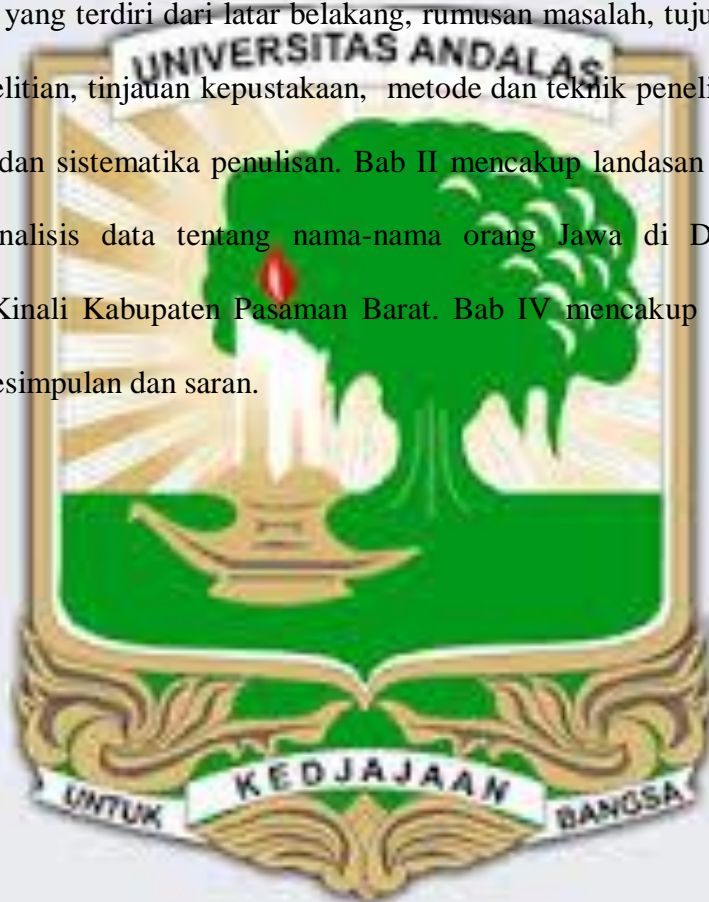 yang terdiri dari latar belakang, rumusan masalah, tuju
UNIVERSITAS ANDALAS
elitian, tinjauan kepustakaan, metode dan teknik peneli
dan sistematika penulisan. Bab II mencakup landasan
nalisis data tentang nama-nama orang Jawa di D
Kinali Kabupaten Pasaman Barat. Bab IV mencakup
esimpulan dan saran.
UNTUK KEDJAJAAN BANGSA